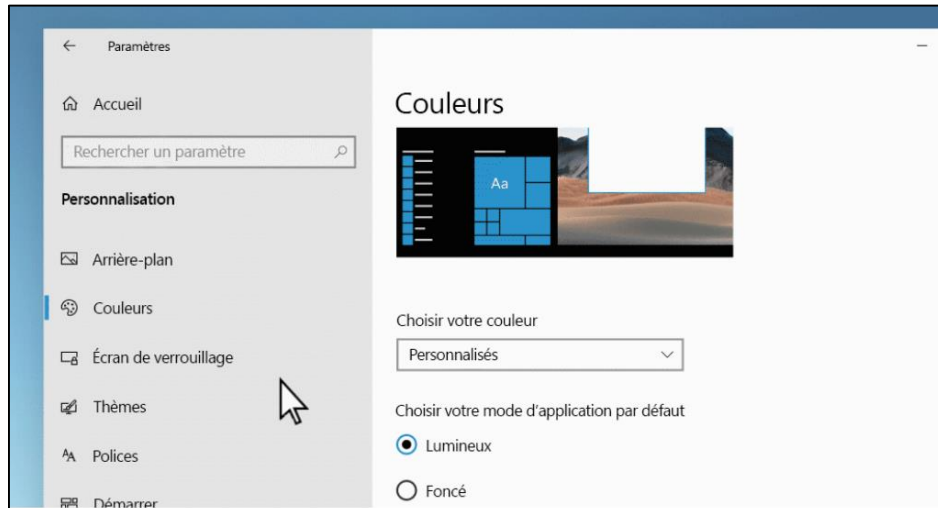 Paramètres
Accueil
Rechercher un paramètre
Personnalisation
Arrière-plan
Couleurs
Écran de verrouillage
Thèmes
Polices
Démarrer
Couleurs
Aa
Choisir votre couleur
Personnalisés
Choisir votre mode d'application par défaut
Lumineux
Foncé